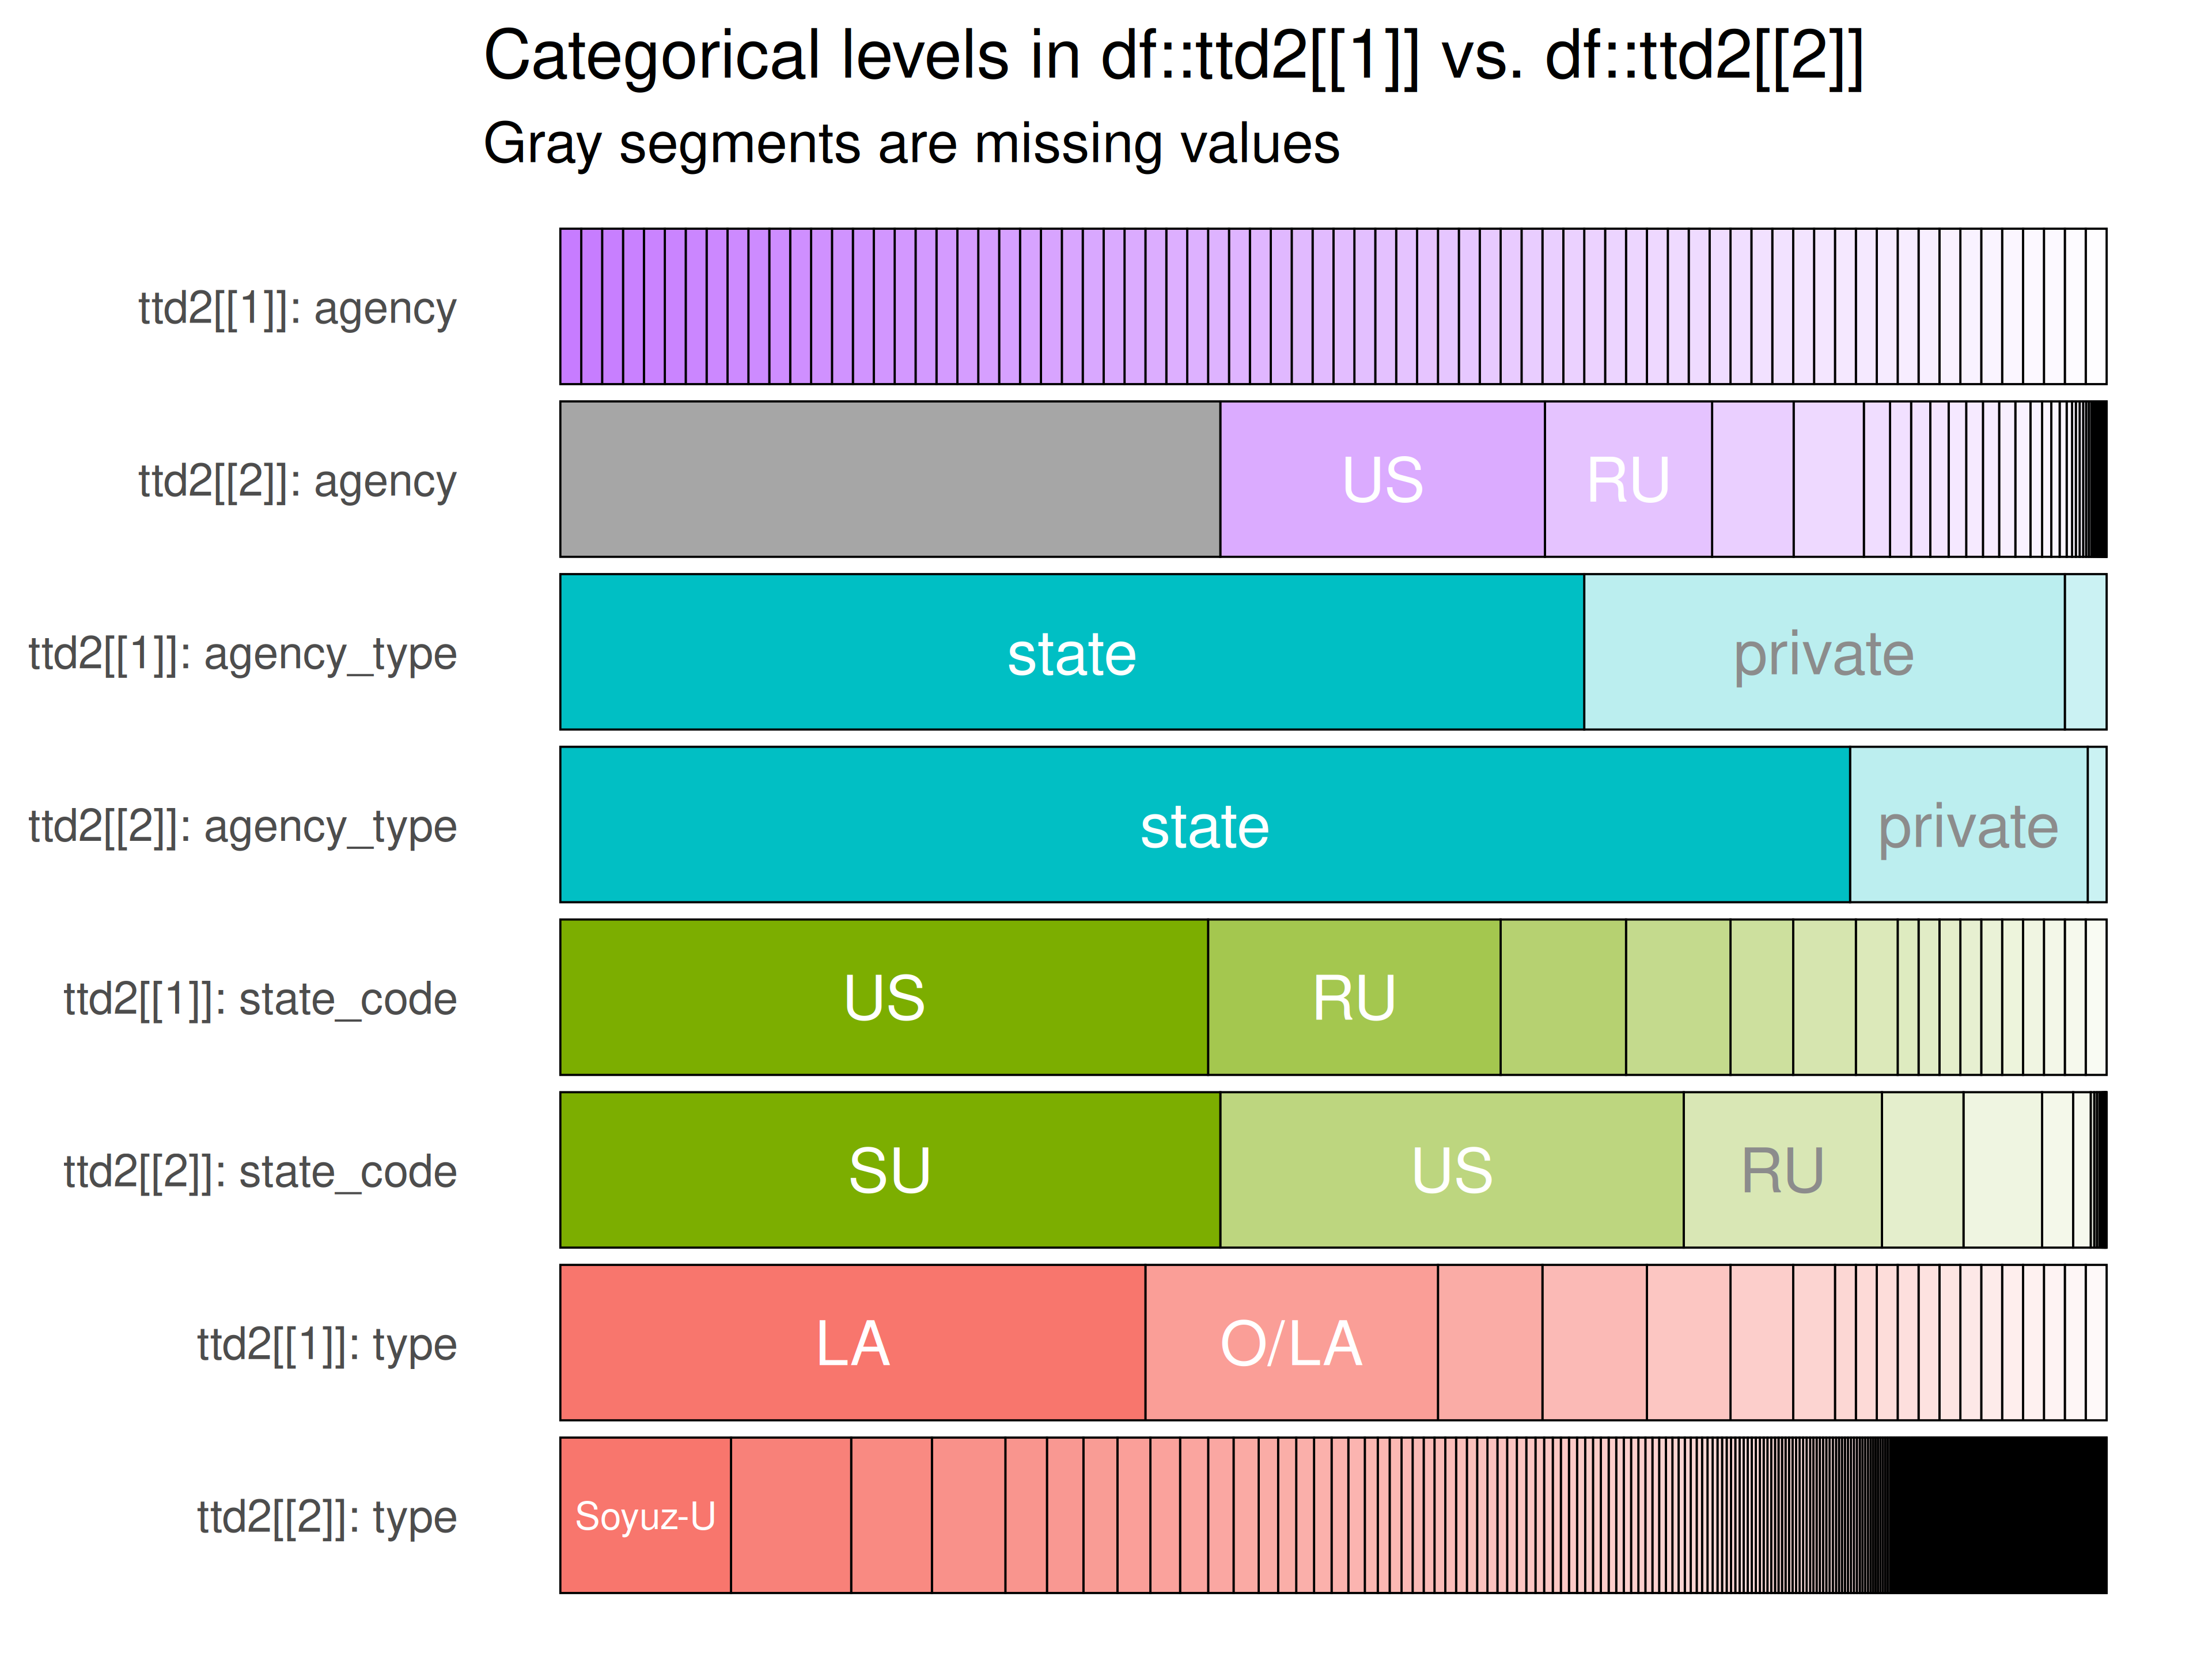 Categorical levels in df::ttd2[[1]] vs. df::ttd2[[2]]
Gray segments are missing values
ttd2[[1]]: agency
ttd2[[2]]: agency
US
RU
ttd2[[1]]: agency_type
state
private
ttd2[[2]]: agency_type
state
private
ttd2[[1]]: state_code
US
RU
ttd2[[2]]: state_code
SU
US
RU
ttd2[[1]]: type
LA
O/LA
ttd2[[2]]: type
Soyuz-U